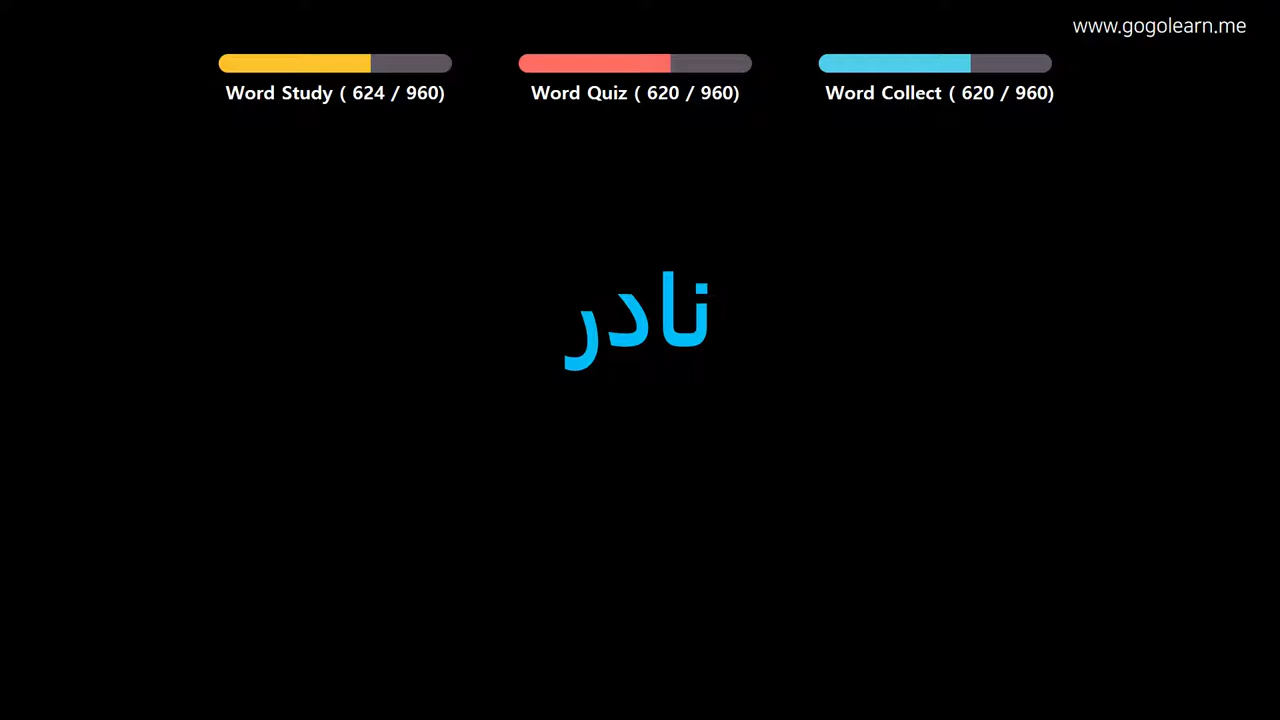 www.gogolearn.me
Word Study ( 624 / 960)
Word Quiz ( 620 / 960)
Word Collect ( 620 / 960)
نادر